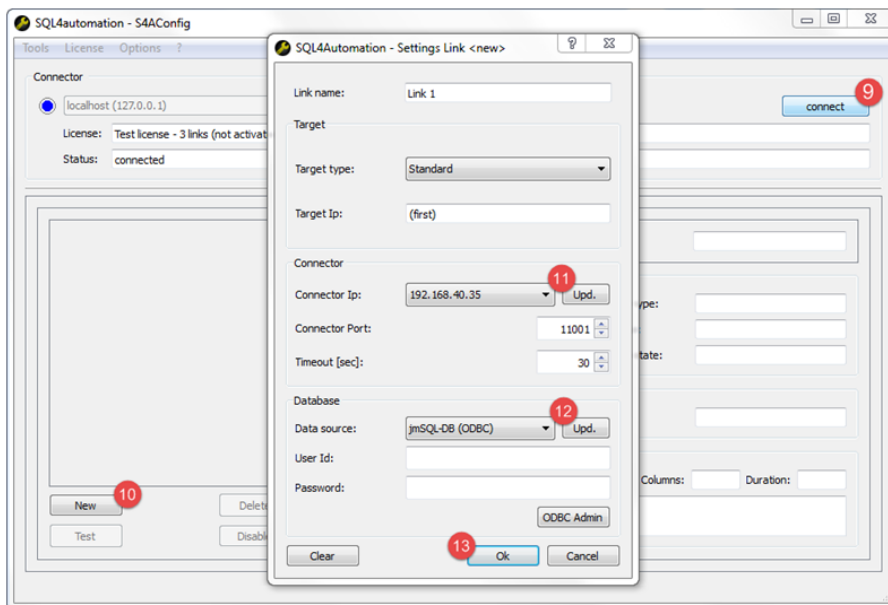 SQL4automation - S4AConfig
Tools License Options ?
Connector
localhost (127.0.0.1)
connect
9
License: Test license - 3 links (not activat
Status: connected
SQL4Automation - Settings Link <new>
Link name: Link 1
Target
Target type: Standard
Target Ip: (first)
Connector
11
Connector Ip: 192.168.40.35 Upd.
Connector Port: 11001
Timeout [sec]: 30
Database
12
Data source: jmSQL-DB (ODBC) Upd.
User Id:
Password:
ODBC Admin
13
Clear Ok Cancel
ype:
tate:
Columns: Duration:
10
New Delet
Test Disabl